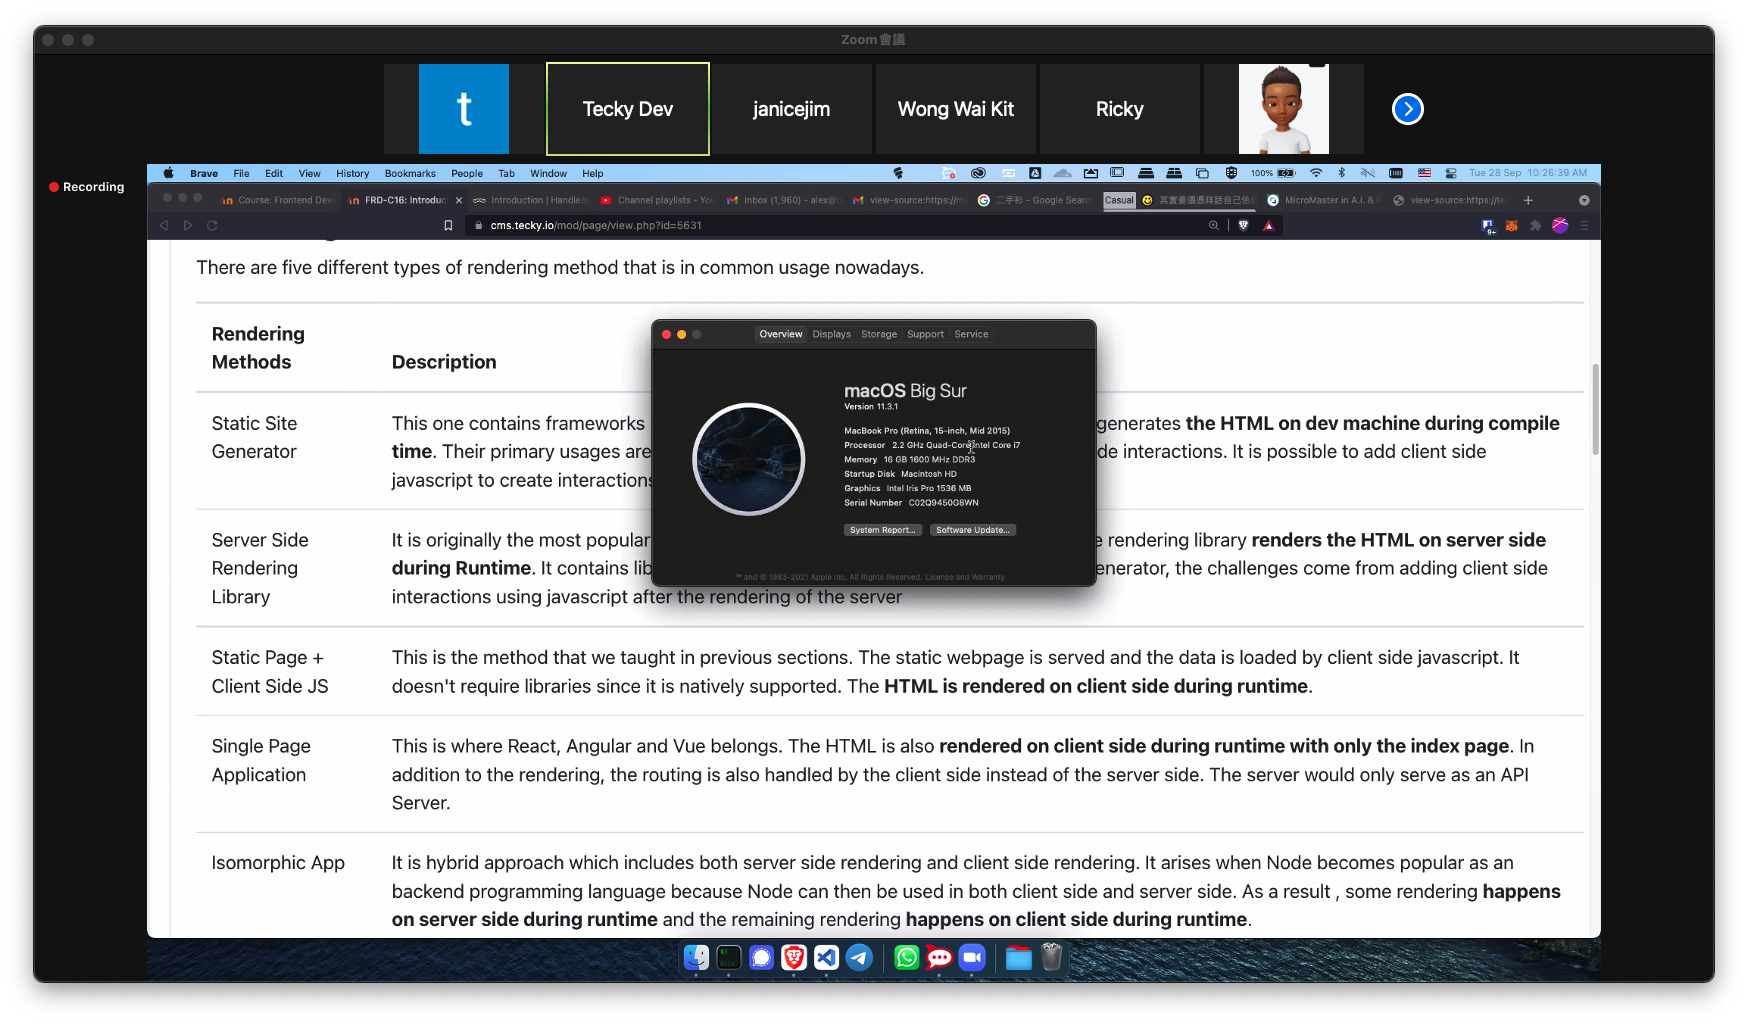 Zoom 會議
t
Tecky Dev
janicejim
Wong Wai Kit
Ricky
Recording
Brave File Edit View History Bookmarks People Tab Window Help
100%
Tue 28 Sep 10:26:39 AM
Course: Frontend Deve
FRD-C16: Introduc
Introduction | Handleba
Channel playlists - You
Inbox (1,960) - alex@t
view-source:https://m
二手衫 - Google Search
Casual
MicroMaster in A.I. &
view-source:https://te
cms.tecky.io/mod/page/view.php?id=5631
There are five different types of rendering method that is in common usage nowadays.
Rendering
Methods
Description
Static Site
Generator
This one contains frameworks
generates the HTML on dev machine during compile
time. Their primary usages are
de interactions. It is possible to add client side
javascript to create interactions
Server Side
Rendering
Library
It is originally the most popular
e rendering library renders the HTML on server side
during Runtime. It contains lib
enerator, the challenges come from adding client side
interactions using javascript after the rendering of the server
Overview Displays Storage Support Service
macOS Big Sur
Version 11.3.1
MacBook Pro (Retina, 15-inch, Mid 2015)
Processor 2.2 GHz Quad-Core Intel Core i7
Memory 16 GB 1600 MHz DDR3
Startup Disk Macintosh HD
Graphics Intel Iris Pro 1536 MB
Serial Number C02Q9450G8WN
System Report... Software Update...
™ and © 1983-2021 Apple Inc. All Rights Reserved. Licence and Warranty
Static Page +
Client Side JS
This is the method that we taught in previous sections. The static webpage is served and the data is loaded by client side javascript. It
doesn't require libraries since it is natively supported. The HTML is rendered on client side during runtime.
Single Page
Application
This is where React, Angular and Vue belongs. The HTML is also rendered on client side during runtime with only the index page. In
addition to the rendering, the routing is also handled by the client side instead of the server side. The server would only serve as an API
Server.
Isomorphic App
It is hybrid approach which includes both server side rendering and client side rendering. It arises when Node becomes popular as an
backend programming language because Node can then be used in both client side and server side. As a result , some rendering happens
on server side during runtime and the remaining rendering happens on client side during runtime.